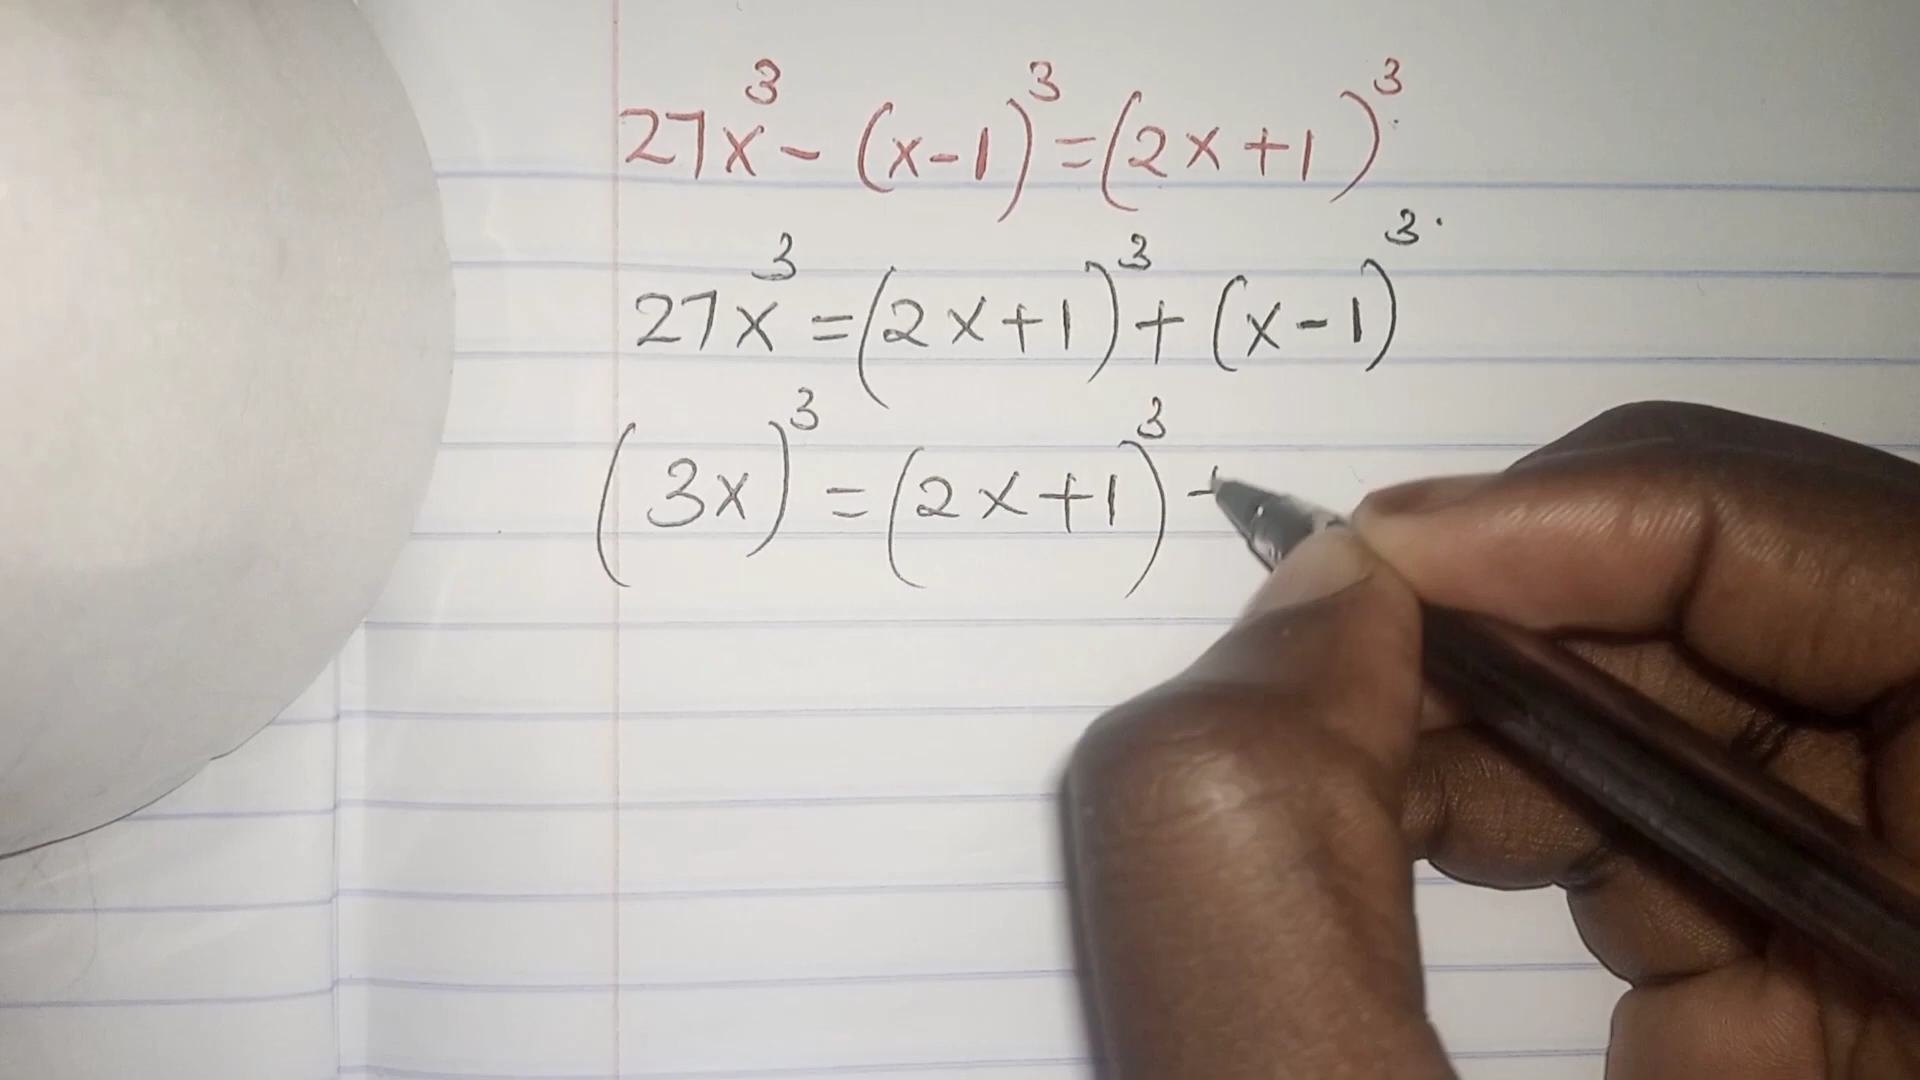 27x³ - (x-1)³ = (2x+1)³
27x³ = (2x+1)³ + (x-1)³
(3x)³ = (2x+1)³ +